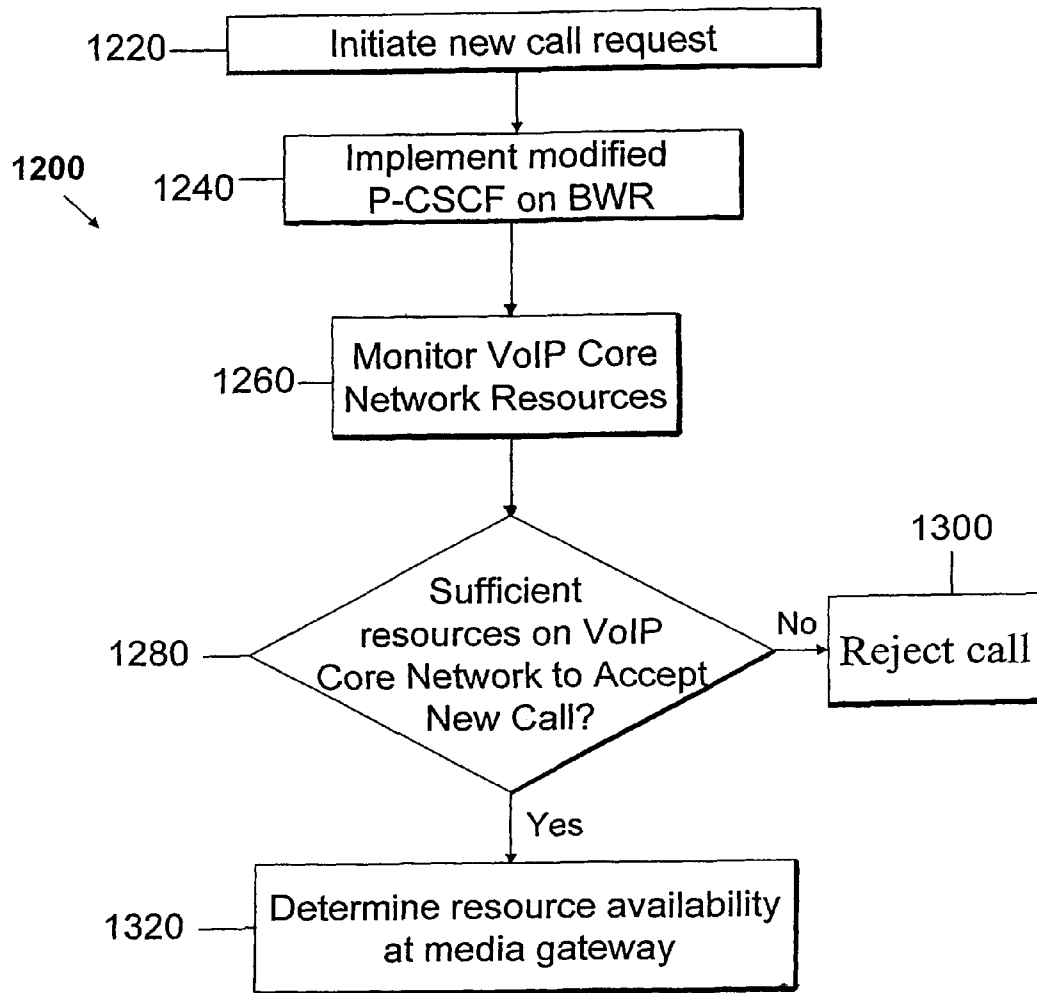 1220
Initiate new call request
1200
1240
Implement modified
P-CSCF on BWR
1260
Monitor VoIP Core
Network Resources
1280
Sufficient
resources on VoIP
Core Network to Accept
New Call?
No
1300
Reject call
Yes
1320
Determine resource availability
at media gateway